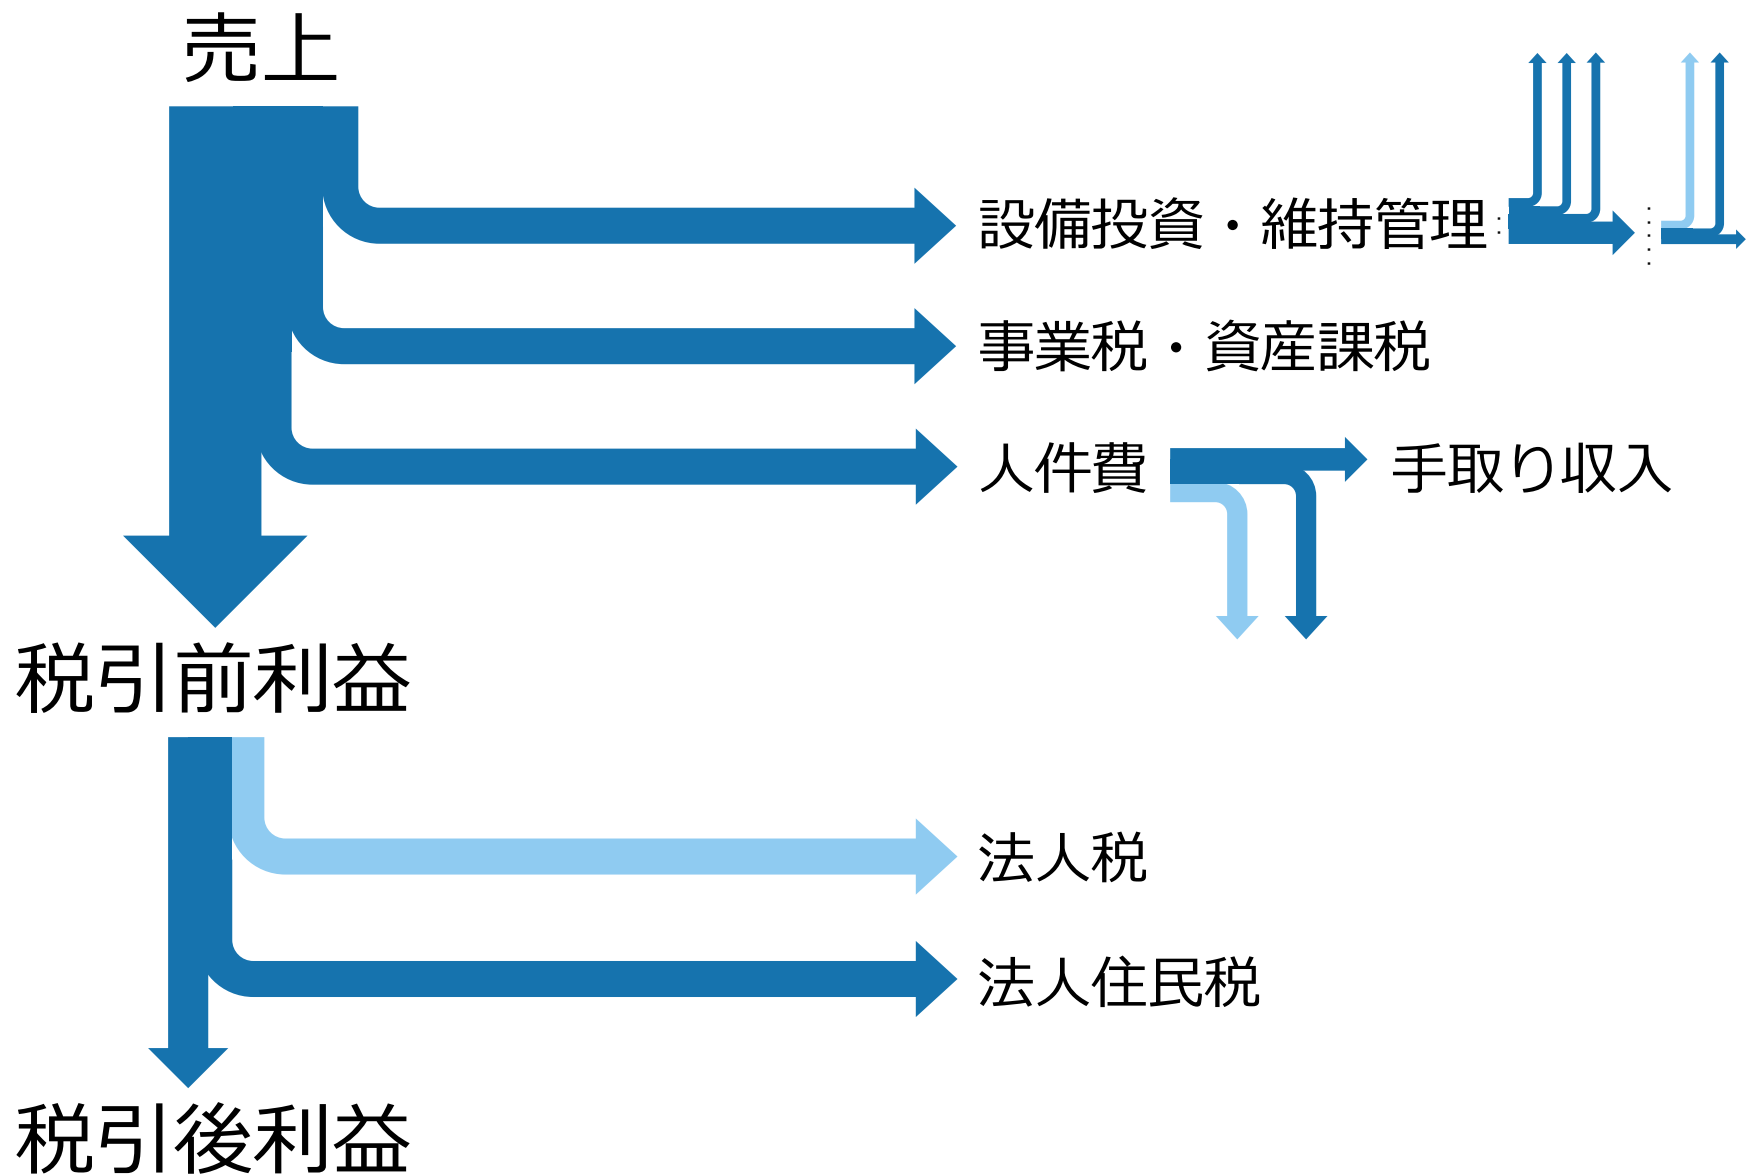 売上
設備投資・維持管理
事業税・資産課税
人件費
手取り収入
税引前利益
法人税
法人住民税
税引後利益